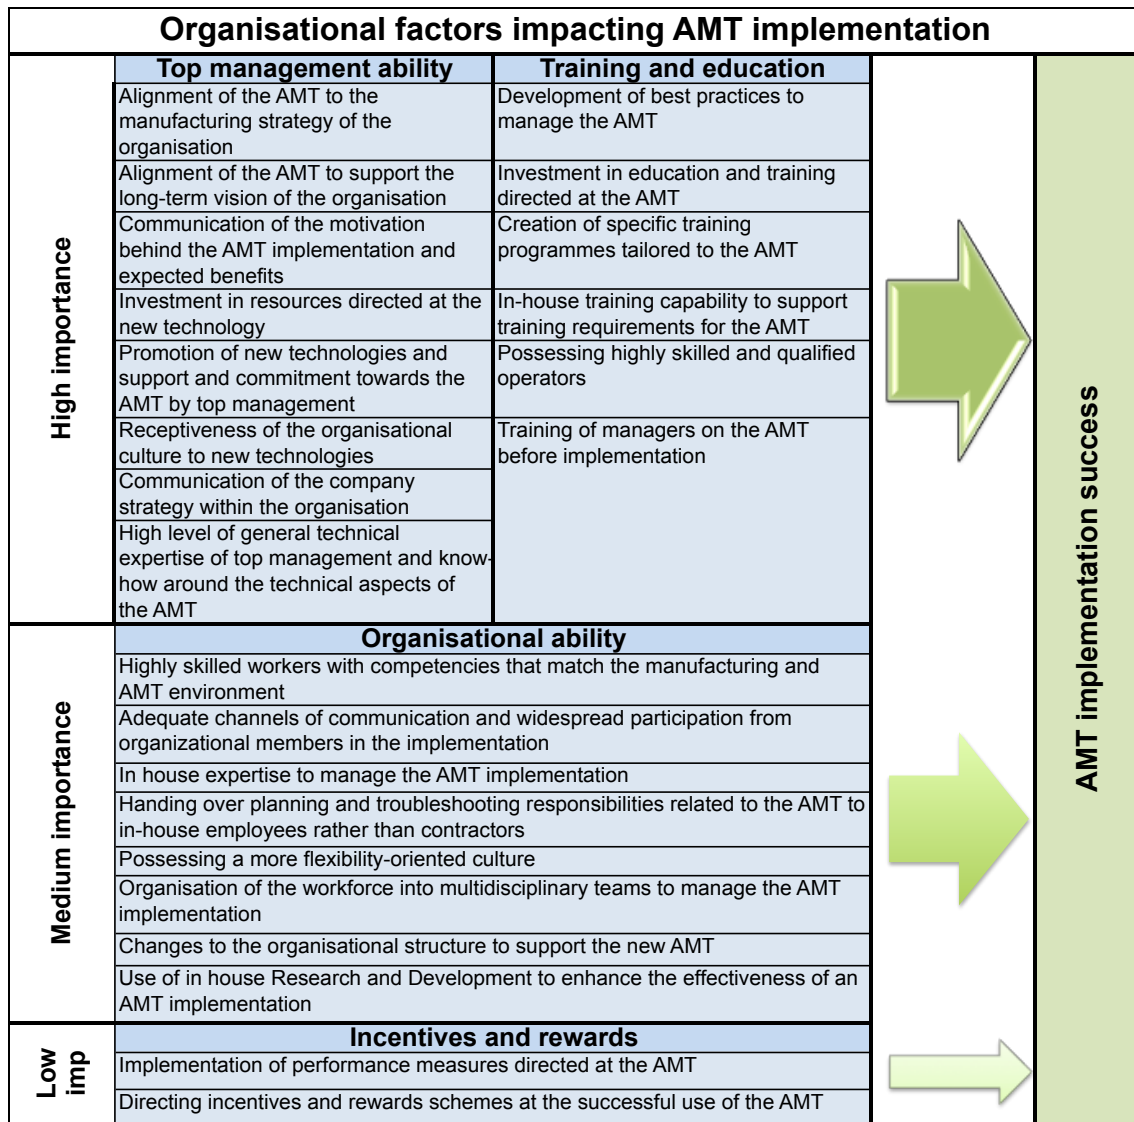 Organisational factors impacting AMT implementation
High importance
Top management ability
Alignment of the AMT to the
manufacturing strategy of the
organisation
Alignment of the AMT to support the
long-term vision of the organisation
Communication of the motivation
behind the AMT implementation and
expected benefits
Investment in resources directed at the
new technology
Promotion of new technologies and
support and commitment towards the
AMT by top management
Receptiveness of the organisational
culture to new technologies
Communication of the company
strategy within the organisation
High level of general technical
expertise of top management and know-
how around the technical aspects of
the AMT
Training and education
Development of best practices to
manage the AMT
Investment in education and training
directed at the AMT
Creation of specific training
programmes tailored to the AMT
In-house training capability to support
training requirements for the AMT
Possessing highly skilled and qualified
operators
Training of managers on the AMT
before implementation
Medium importance
Organisational ability
Highly skilled workers with competencies that match the manufacturing and
AMT environment
Adequate channels of communication and widespread participation from
organizational members in the implementation
In house expertise to manage the AMT implementation
Handing over planning and troubleshooting responsibilities related to the AMT to
in-house employees rather than contractors
Possessing a more flexibility-oriented culture
Organisation of the workforce into multidisciplinary teams to manage the AMT
implementation
Changes to the organisational structure to support the new AMT
Use of in house Research and Development to enhance the effectiveness of an
AMT implementation
Low
imp
Incentives and rewards
Implementation of performance measures directed at the AMT
Directing incentives and rewards schemes at the successful use of the AMT
AMT implementation success